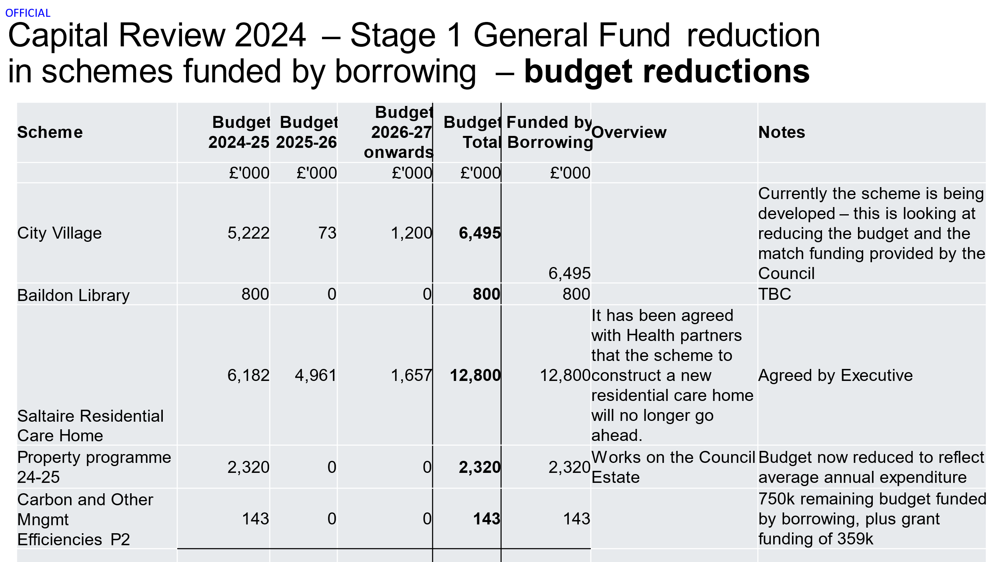 OFFICIAL
Capital Review 2024 – Stage 1 General Fund reduction
in schemes funded by borrowing – budget reductions
Scheme
Budget
2024-25
Budget
2025-26
Budget
2026-27
onwards
Budget
Total
Funded by
Borrowing
Overview
Notes
£'000
£'000
£'000
£'000
£'000
City Village
5,222
73
1,200
6,495
6,495
Currently the scheme is being
developed – this is looking at
reducing the budget and the
match funding provided by the
Council
Baildon Library
800
0
0
800
800
TBC
Saltaire Residential
Care Home
6,182
4,961
1,657
12,800
12,800
It has been agreed
with Health partners
that the scheme to
construct a new
residential care home
will no longer go
ahead.
Agreed by Executive
Property programme
24-25
2,320
0
0
2,320
2,320
Works on the Council
Estate
Budget now reduced to reflect
average annual expenditure
Carbon and Other
Mngmt
Efficiencies P2
143
0
0
143
143
750k remaining budget funded
by borrowing, plus grant
funding of 359k